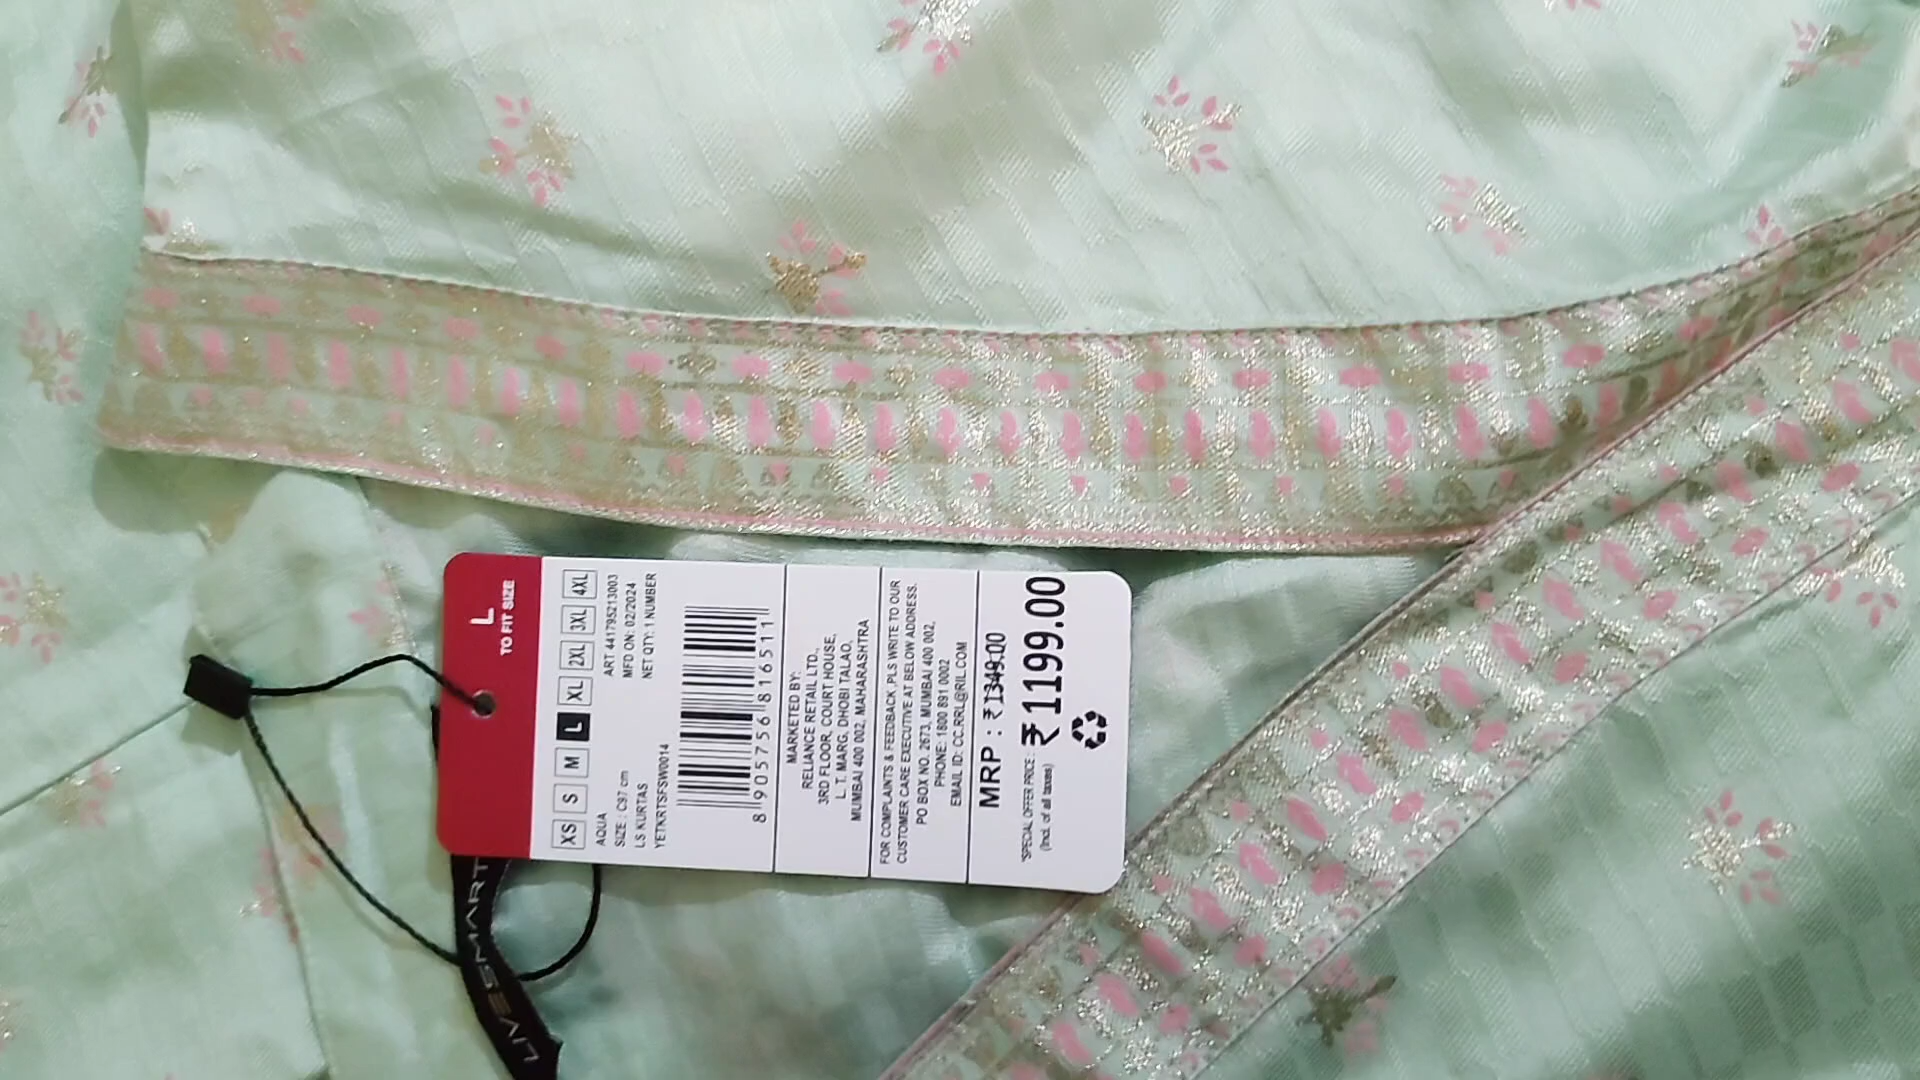 L
TO FIT SIZE
XS S M L XL 2XL 3XL 4XL
AQUA
ART 441795213003
SIZE : C97 cm
MFD ON: 02/2024
LS KURTAS
NET QTY: 1 NUMBER
YETKRTSFSW0014
8 905756 816511
MARKETED BY:
RELIANCE RETAIL LTD.,
3RD FLOOR, COURT HOUSE,
L. T. MARG, DHOBI TALAO,
MUMBAI 400 002, MAHARASHTRA
FOR COMPLAINTS & FEEDBACK, PLS WRITE TO OUR
CUSTOMER CARE EXECUTIVE AT BELOW ADDRESS.
PO BOX NO. 2673, MUMBAI 400 002,
PHONE: 1800 891 0002
EMAIL ID: CC.RRL@RIL.COM
MRP : ₹1349.00
*SPECIAL OFFER PRICE : ₹1199.00
(Incl. of all taxes)
LIVESMART